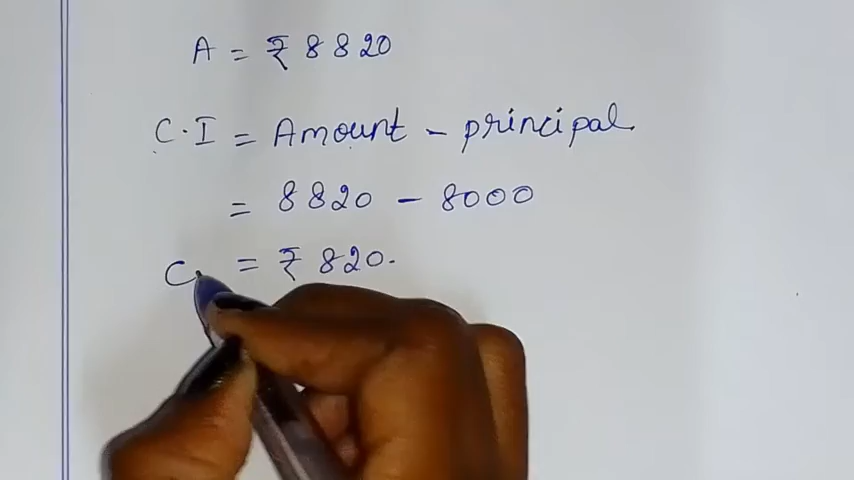 A = ₹ 8820
C.I = Amount - principal
= 8820 - 8000
C. = ₹ 820.